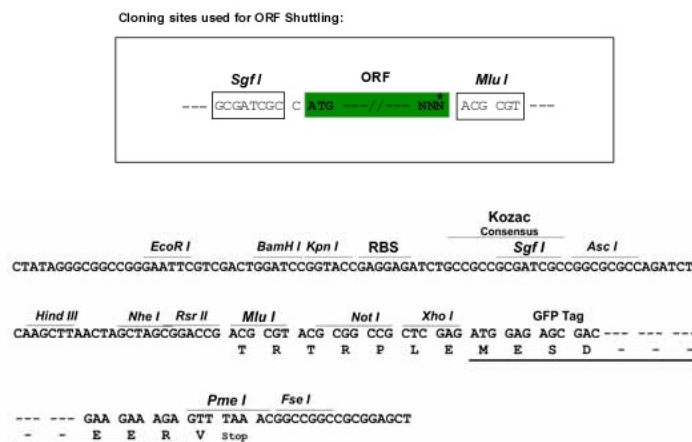 Cloning sites used for ORF Shuttling:
Sgf I ORF Mlu I
--- GCGATCGC C ATG ---//--- NNN* ACG CGT ---
Kozac
Consensus
EcoR I BamH I Kpn I RBS Sgf I Asc I
CTATAGGGCGGCCGGGAATTCGTCGACTGGATCCGGTACCGAGGAGATCTGCCGCCGCGATCGCCGGCGCGCCAGATCT
Hind III Nhe I Rsr II Mlu I Not I Xho I GFP Tag
CAAGCTTAACTAGCTAGCGGACCG ACG CGT ACG CGG CCG CTC GAG ATG GAG AGC GAC --- ---
T R T R P L E M E S D - - -
Pme I Fse I
--- --- GAA GAA AGA GTT TAA ACGGCCGGCCGCGGAGCT
- - E E R V Stop